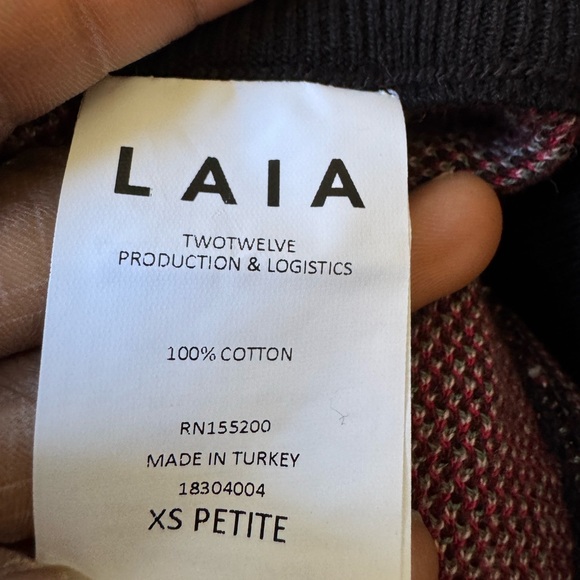 LAIA
TWOTWELVE
PRODUCTION & LOGISTICS
100% COTTON
RN155200
MADE IN TURKEY
18304004
XS PETITE